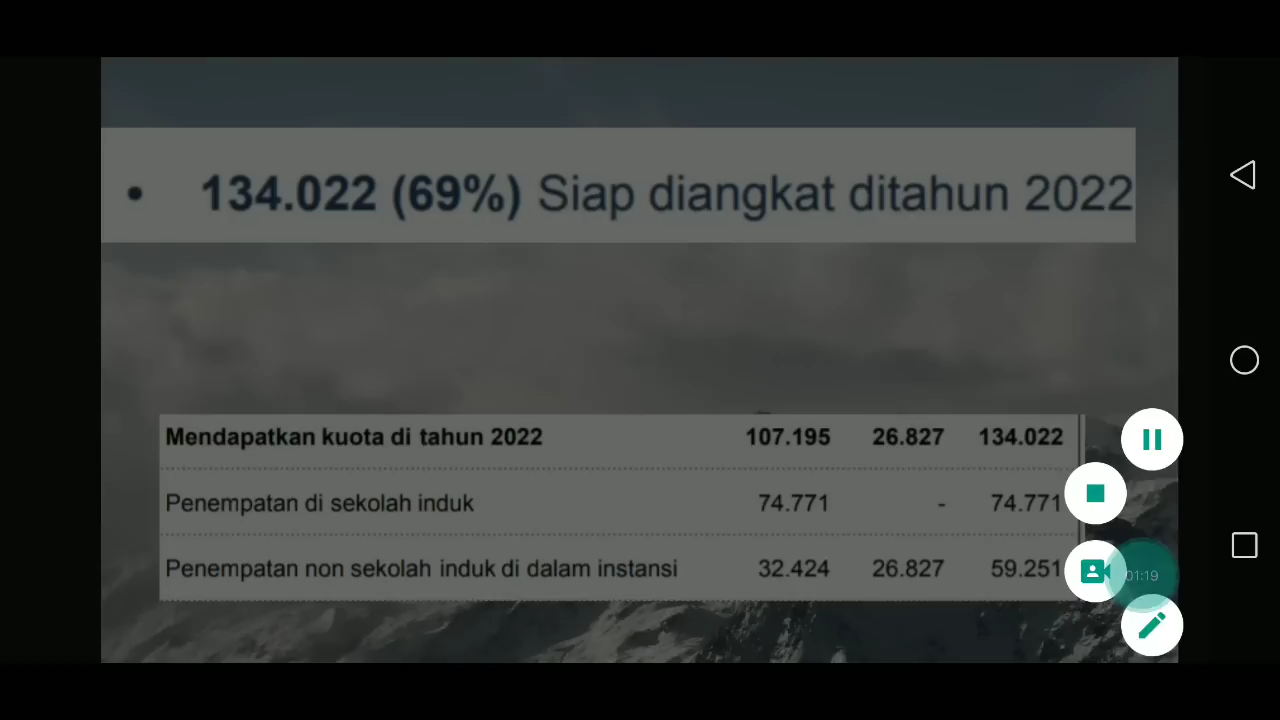 • 134.022 (69%) Siap diangkat ditahun 2022
Mendapatkan kuota di tahun 2022 107.195 26.827 134.022
Penempatan di sekolah induk 74.771 - 74.771
Penempatan non sekolah induk di dalam instansi 32.424 26.827 59.251
01:19